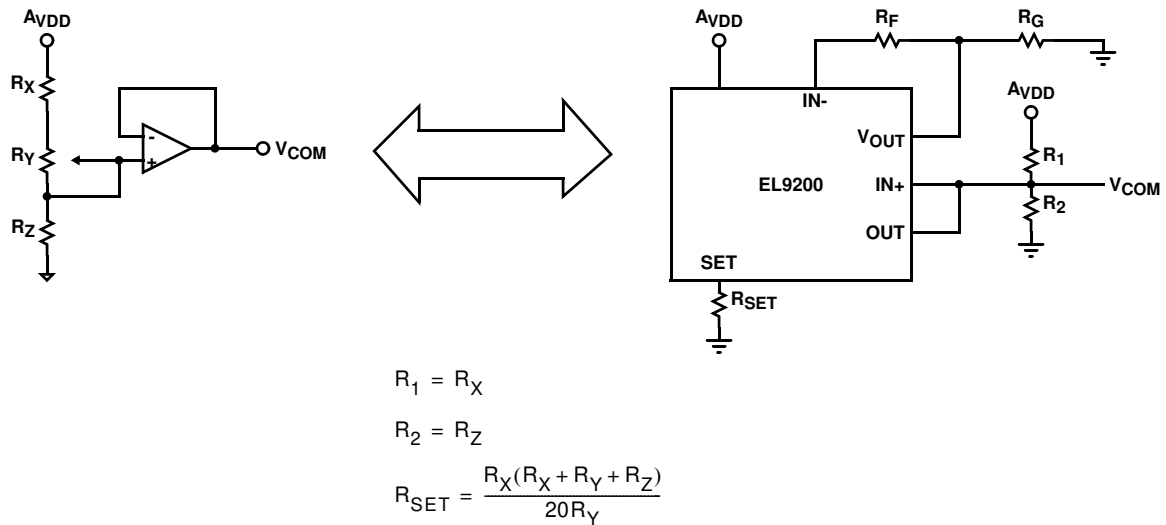 AVDD
RX
RY
RZ
-
+
VCOM
AVDD
RF
RG
IN-
AVDD
VOUT
R1
EL9200
IN+
VCOM
R2
OUT
SET
RSET
R1 = RX
R2 = RZ
RSET = RX(RX + RY + RZ) / 20RY